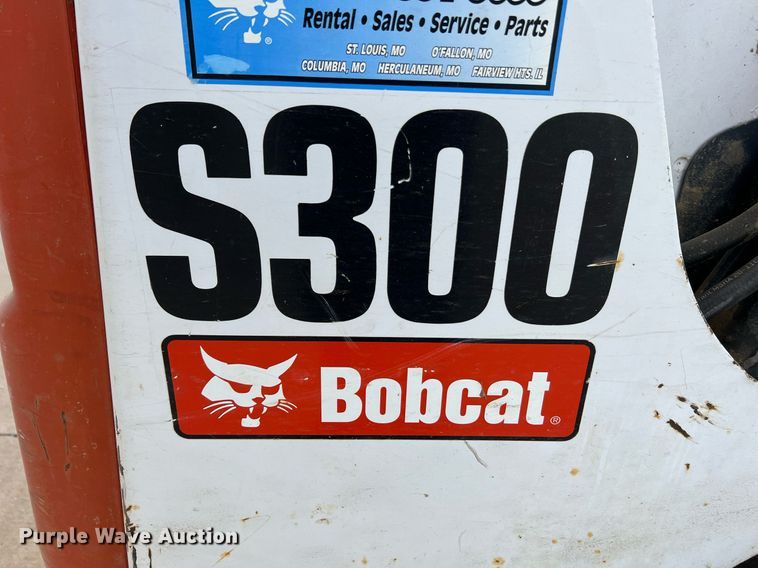 Rental • Sales • Service • Parts
ST. LOUIS, MO O'FALLON, MO
COLUMBIA, MO HERCULANEUM, MO FAIRVIEW HTS. IL
S300
Bobcat®
Purple Wave Auction